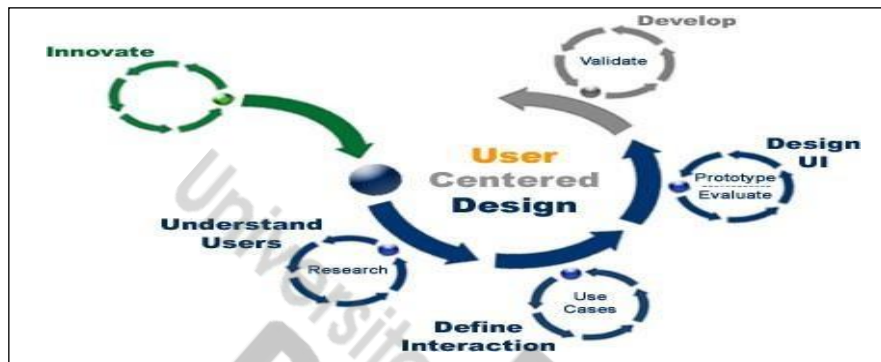 Innovate
Develop
Validate
User
Centered
Design
Design
UI
Prototype
Evaluate
Understand
Users
Research
Define
Interaction
Use
Cases